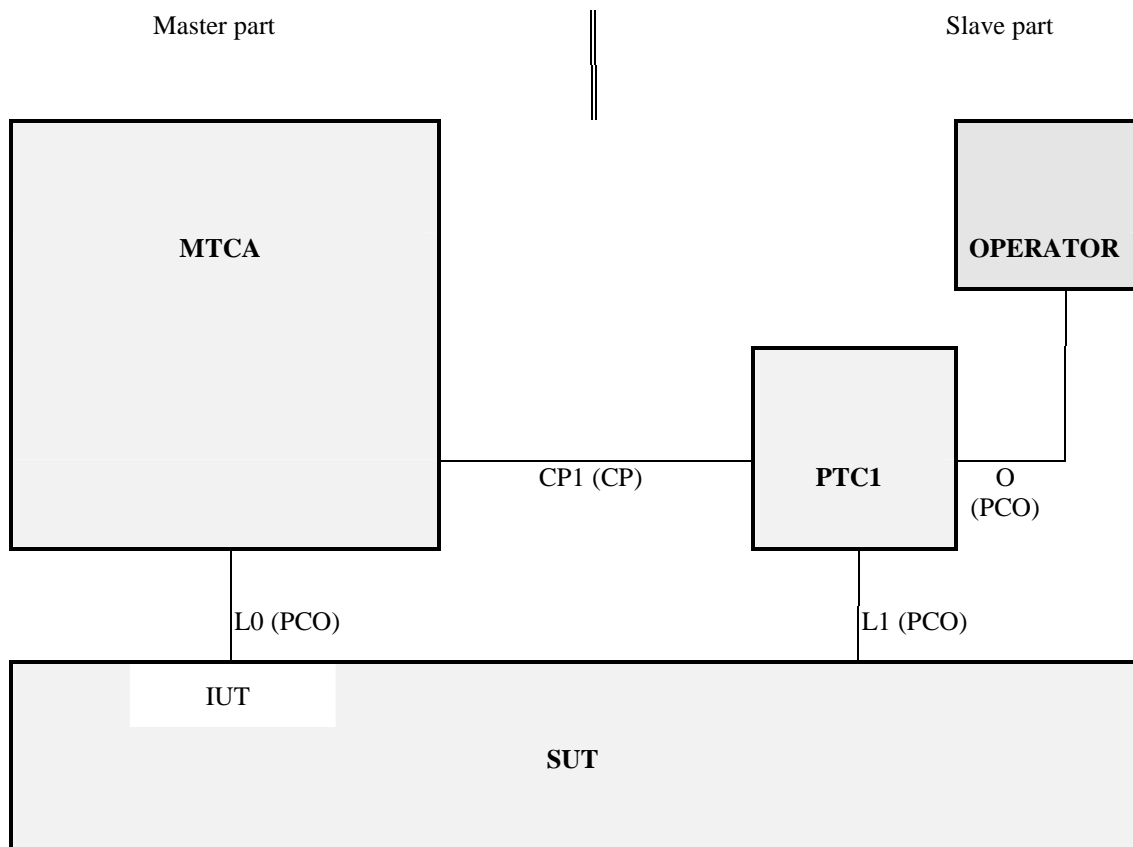 Master part
Slave part
MTCA
OPERATOR
CP1 (CP)
PTC1
O
(PCO)
L0 (PCO)
L1 (PCO)
IUT
SUT